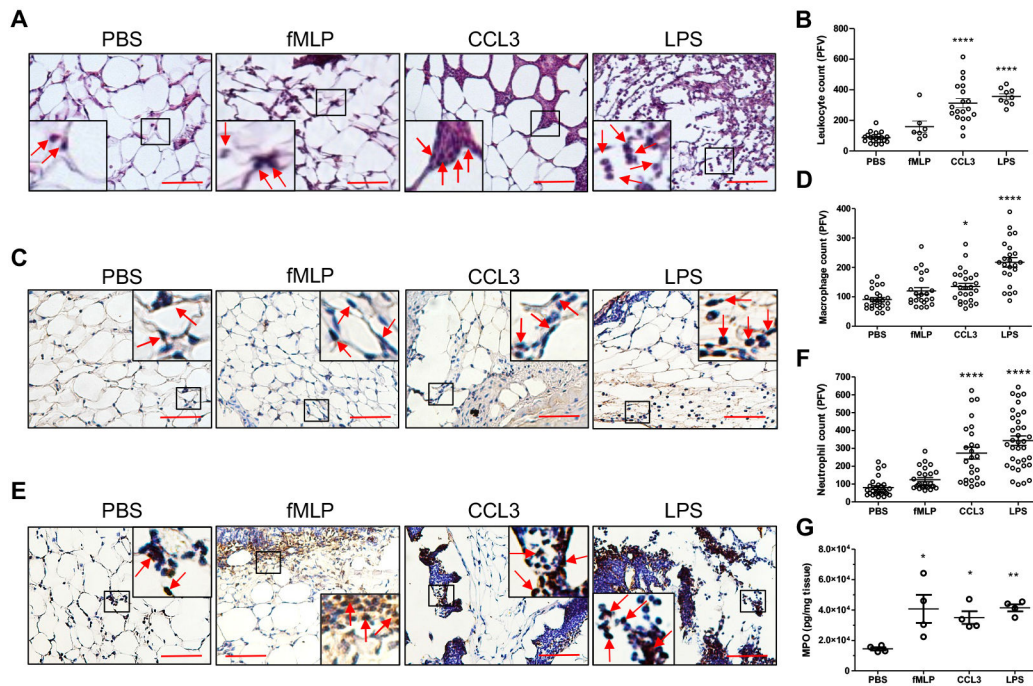 A
PBS fMLP CCL3 LPS
B
Leukocyte count (PFV)
800
600
400
200
0
****
****
PBS fMLP CCL3 LPS
C
PBS fMLP CCL3 LPS
D
Macrophage count (PFV)
400
300
200
100
0
*
****
PBS fMLP CCL3 LPS
E
PBS fMLP CCL3 LPS
F
Neutrophil count (PFV)
700
600
500
400
300
200
100
0
****
****
PBS fMLP CCL3 LPS
G
MPO (pg/mg tissue)
8.0×10⁴
6.0×10⁴
4.0×10⁴
2.0×10⁴
0
*
*
**
PBS fMLP CCL3 LPS